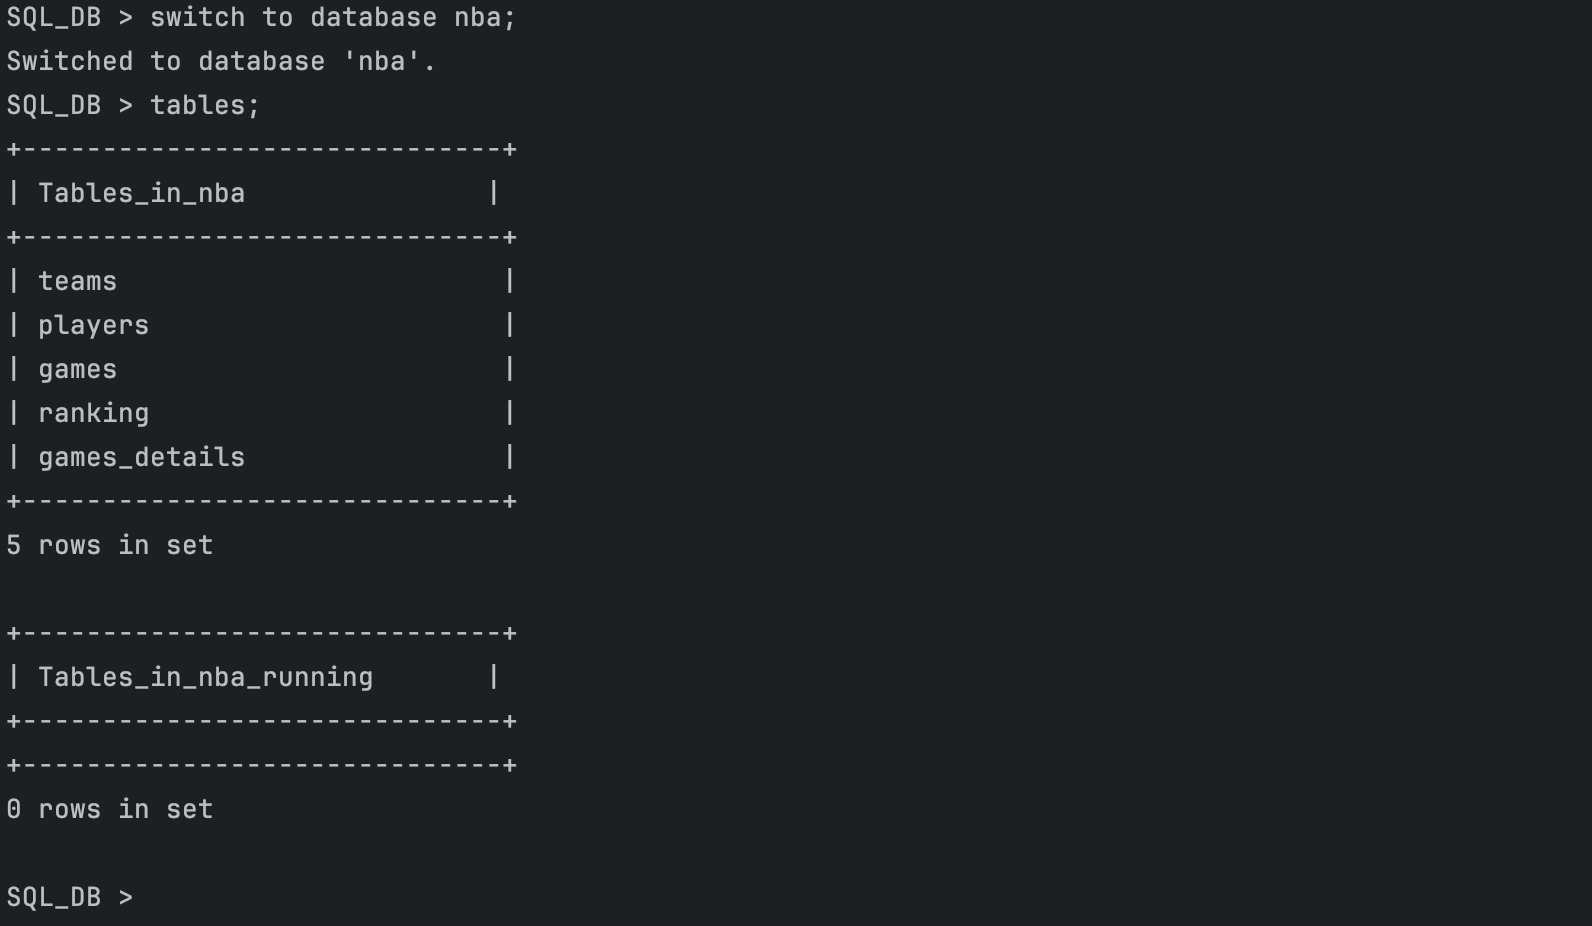 SQL_DB > switch to database nba;
Switched to database 'nba'.
SQL_DB > tables;
+------------------------------+
| Tables_in_nba               |
+------------------------------+
| teams                        |
| players                      |
| games                        |
| ranking                      |
| games_details                |
+------------------------------+
5 rows in set

+------------------------------+
| Tables_in_nba_running       |
+------------------------------+
+------------------------------+
0 rows in set

SQL_DB >